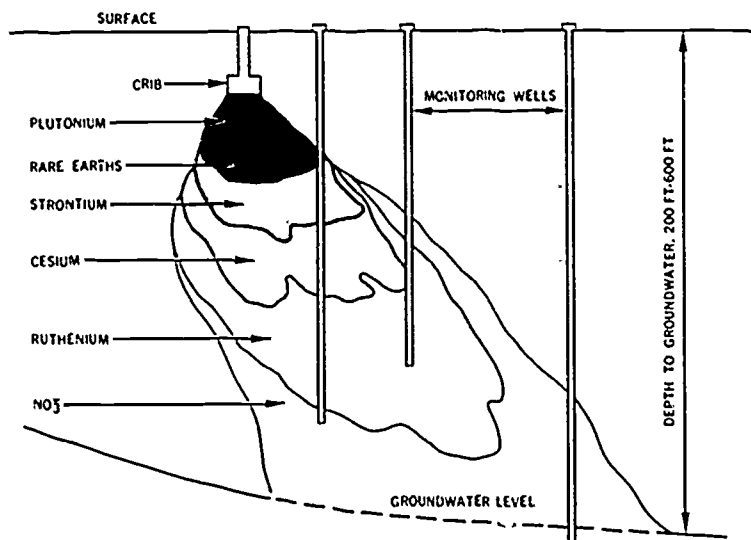 SURFACE
CRIB
MONITORING WELLS
PLUTONIUM
RARE EARTHS
STRONTIUM
CESIUM
RUTHENIUM
NO3̄
GROUNDWATER LEVEL
DEPTH TO GROUNDWATER, 200 FT-600 FT